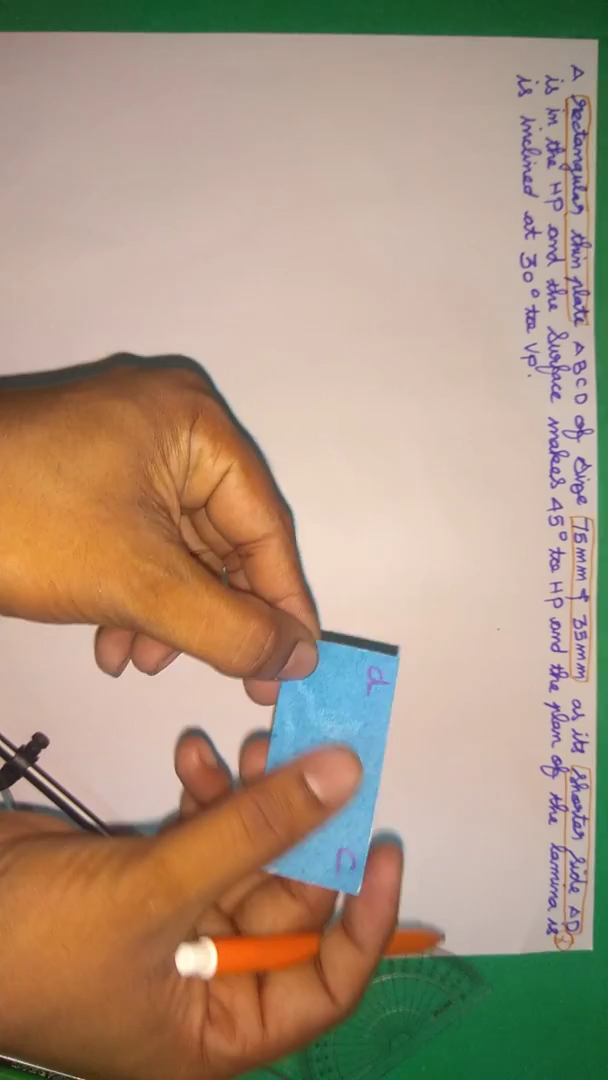 A rectangular thin plate ABCD of size 75mm & 35mm as its shorter side AD
is in the HP and the surface makes 45° to HP and the plan of the lamina is
is inclined at 30° to VP.
d c